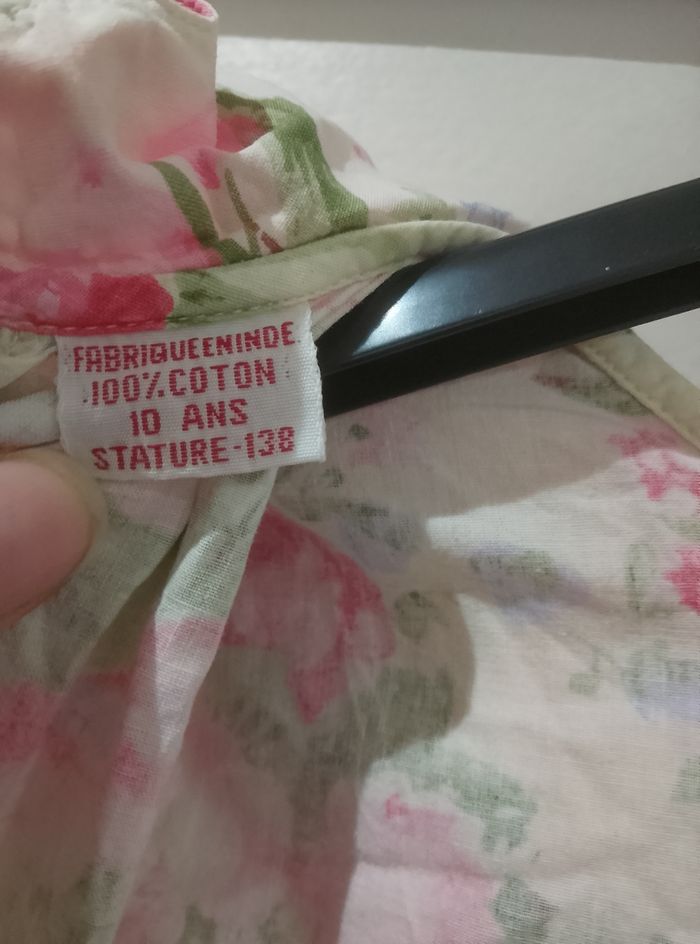 FABRIQUEENINDE
100%COTON
10 ANS
STATURE-138